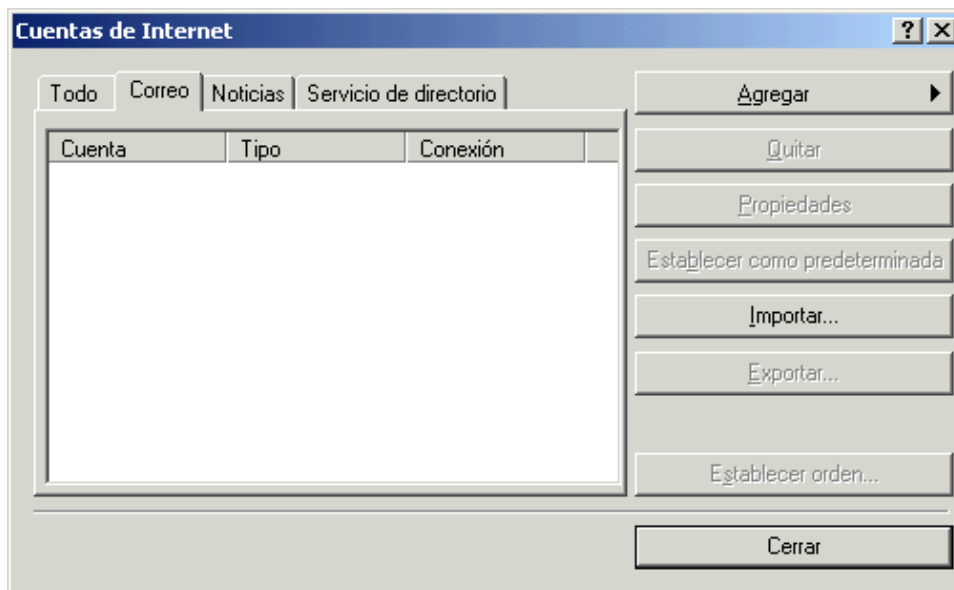 Cuentas de Internet
Todo Correo Noticias Servicio de directorio
Cuenta Tipo Conexión
Agregar
Quitar
Propiedades
Establecer como predeterminada
Importar...
Exportar...
Establecer orden...
Cerrar